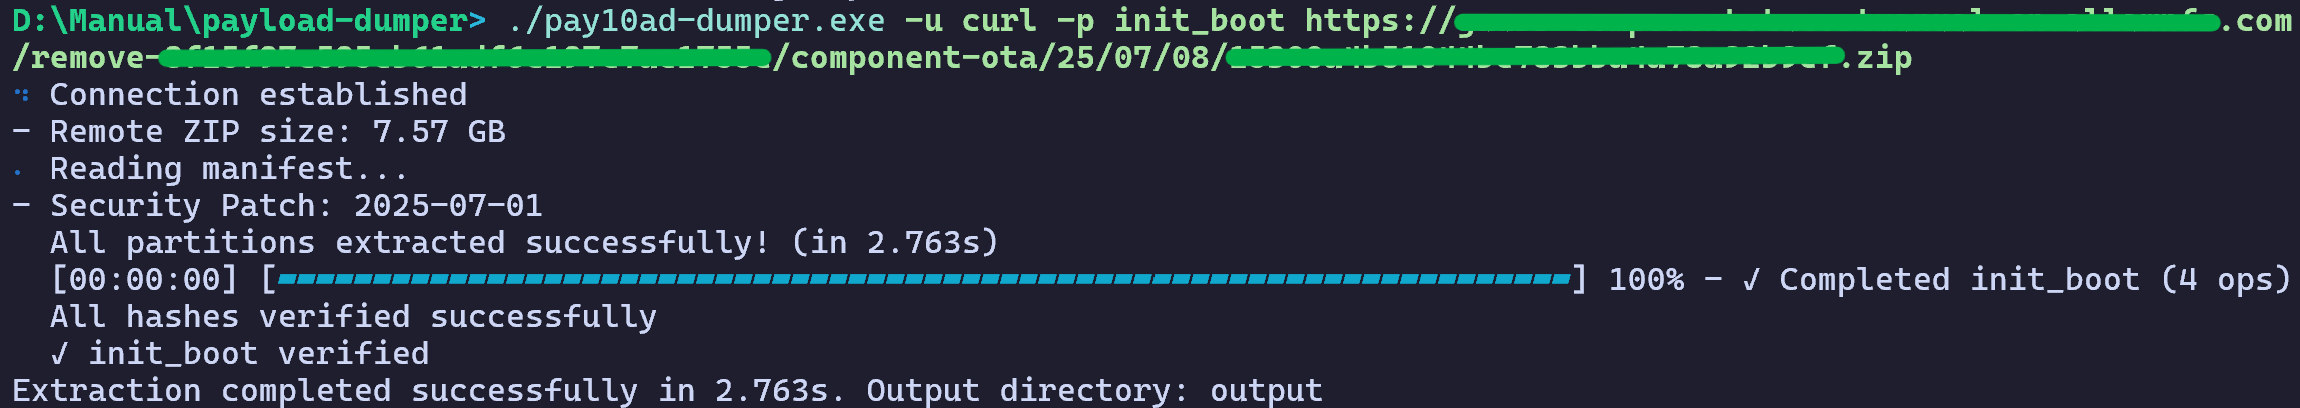 D:\Manual\payload-dumper> ./pay10ad-dumper.exe -u curl -p init_boot https://.com
/remove-/component-ota/25/07/08/.zip
Connection established
- Remote ZIP size: 7.57 GB
Reading manifest...
- Security Patch: 2025-07-01
All partitions extracted successfully! (in 2.763s)
[00:00:00] [] 100% - ✓ Completed init_boot (4 ops)
All hashes verified successfully
✓ init_boot verified
Extraction completed successfully in 2.763s. Output directory: output